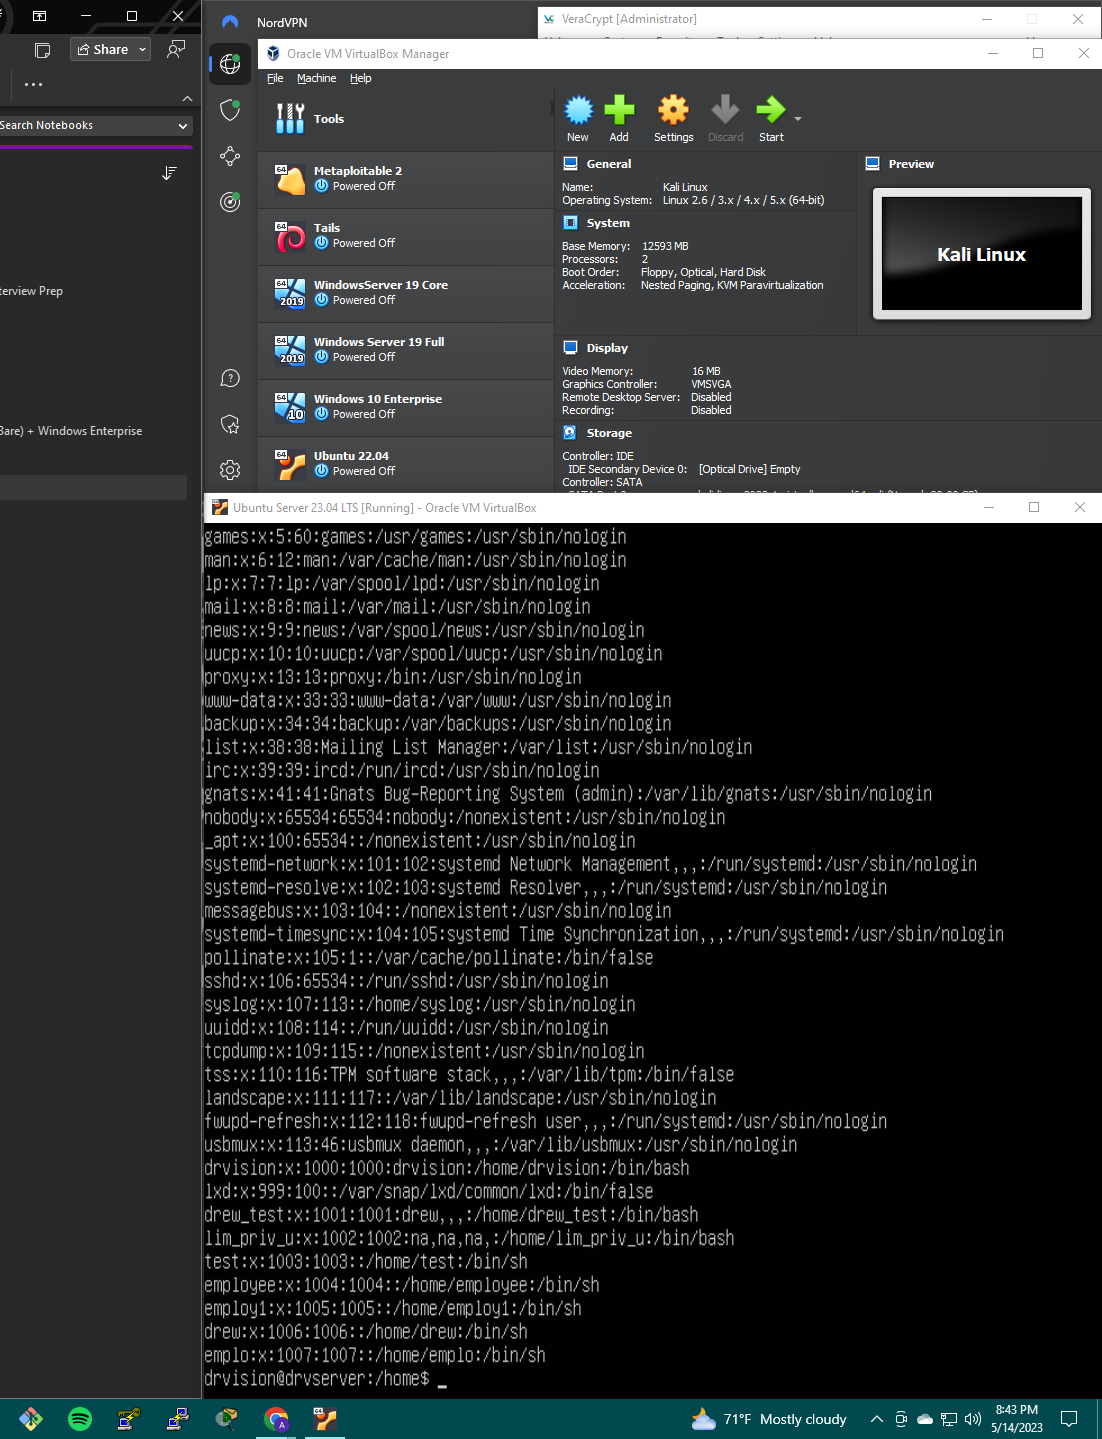 NordVPN
VeraCrypt [Administrator]
Share
Oracle VM VirtualBox Manager
File Machine Help
Search Notebooks
Tools
New Add Settings Discard Start
Metaploitable 2
Powered Off
Tails
Powered Off
WindowsServer 19 Core
Powered Off
Windows Server 19 Full
Powered Off
Windows 10 Enterprise
Powered Off
Ubuntu 22.04
Powered Off
64
64
64
2019
64
2019
64
10
64
General
Name: Kali Linux
Operating System: Linux 2.6 / 3.x / 4.x / 5.x (64-bit)
System
Base Memory: 12593 MB
Processors: 2
Boot Order: Floppy, Optical, Hard Disk
Acceleration: Nested Paging, KVM Paravirtualization
Preview
Kali Linux
Display
Video Memory: 16 MB
Graphics Controller: VMSVGA
Remote Desktop Server: Disabled
Recording: Disabled
Storage
Controller: IDE
IDE Secondary Device 0: [Optical Drive] Empty
Controller: SATA
terview Prep
Bare) + Windows Enterprise
Ubuntu Server 23.04 LTS [Running] - Oracle VM VirtualBox
games:x:5:60:games:/usr/games:/usr/sbin/nologin
man:x:6:12:man:/var/cache/man:/usr/sbin/nologin
lp:x:7:7:lp:/var/spool/lpd:/usr/sbin/nologin
mail:x:8:8:mail:/var/mail:/usr/sbin/nologin
news:x:9:9:news:/var/spool/news:/usr/sbin/nologin
uucp:x:10:10:uucp:/var/spool/uucp:/usr/sbin/nologin
proxy:x:13:13:proxy:/bin:/usr/sbin/nologin
www-data:x:33:33:www-data:/var/www:/usr/sbin/nologin
backup:x:34:34:backup:/var/backups:/usr/sbin/nologin
list:x:38:38:Mailing List Manager:/var/list:/usr/sbin/nologin
irc:x:39:39:ircd:/run/ircd:/usr/sbin/nologin
gnats:x:41:41:Gnats Bug-Reporting System (admin):/var/lib/gnats:/usr/sbin/nologin
nobody:x:65534:65534:nobody:/nonexistent:/usr/sbin/nologin
_apt:x:100:65534::/nonexistent:/usr/sbin/nologin
systemd-network:x:101:102:systemd Network Management,,,:/run/systemd:/usr/sbin/nologin
systemd-resolve:x:102:103:systemd Resolver,,,:/run/systemd:/usr/sbin/nologin
messagebus:x:103:104::/nonexistent:/usr/sbin/nologin
systemd-timesync:x:104:105:systemd Time Synchronization,,,:/run/systemd:/usr/sbin/nologin
pollinate:x:105:1::/var/cache/pollinate:/bin/false
sshd:x:106:65534::/run/sshd:/usr/sbin/nologin
syslog:x:107:113::/home/syslog:/usr/sbin/nologin
uuidd:x:108:114::/run/uuidd:/usr/sbin/nologin
tcpdump:x:109:115::/nonexistent:/usr/sbin/nologin
tss:x:110:116:TPM software stack,,,:/var/lib/tpm:/bin/false
landscape:x:111:117::/var/lib/landscape:/usr/sbin/nologin
fwupd-refresh:x:112:118:fwupd-refresh user,,,:/run/systemd:/usr/sbin/nologin
usbmux:x:113:46:usbmux daemon,,,:/var/lib/usbmux:/usr/sbin/nologin
drvision:x:1000:1000:drvision:/home/drvision:/bin/bash
lxd:x:999:100::/var/snap/lxd/common/lxd:/bin/false
drew_test:x:1001:1001:drew,,,:/home/drew_test:/bin/bash
lim_priv_u:x:1002:1002:na,na,na,:/home/lim_priv_u:/bin/bash
test:x:1003:1003::/home/test:/bin/sh
employee:x:1004:1004::/home/employee:/bin/sh
employ1:x:1005:1005::/home/employ1:/bin/sh
drew:x:1006:1006::/home/drew:/bin/sh
emplo:x:1007:1007::/home/emplo:/bin/sh
drvision@drvserver:/home$ _
71°F Mostly cloudy
8:43 PM
5/14/2023
A